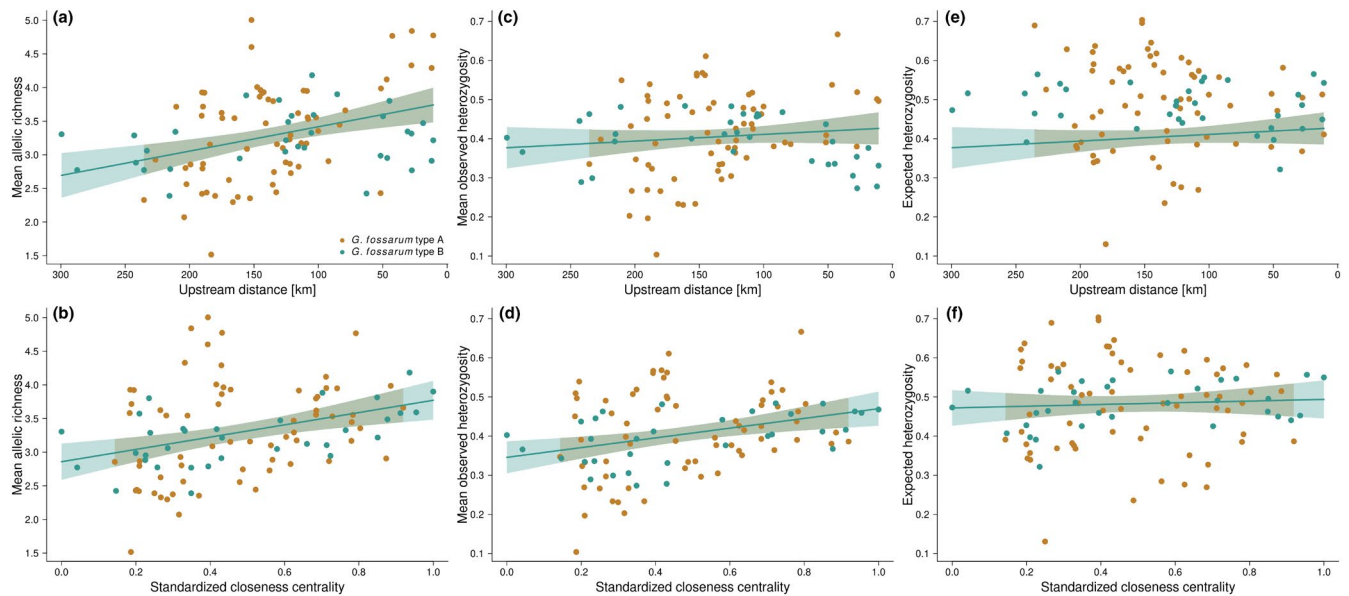 (a)
5.0
4.5
4.0
3.5
3.0
2.5
2.0
1.5
Mean allelic richness
G. fossarum type A
G. fossarum type B
300 250 200 150 100 50 0
Upstream distance [km]
(c)
0.7
0.6
0.5
0.4
0.3
0.2
0.1
Mean observed heterozygosity
300 250 200 150 100 50 0
Upstream distance [km]
(e)
0.7
0.6
0.5
0.4
0.3
0.2
0.1
Expected heterozygosity
300 250 200 150 100 50 0
Upstream distance [km]
(b)
5.0
4.5
4.0
3.5
3.0
2.5
2.0
1.5
Mean allelic richness
0.0 0.2 0.4 0.6 0.8 1.0
Standardized closeness centrality
(d)
0.7
0.6
0.5
0.4
0.3
0.2
0.1
Mean observed heterozygosity
0.0 0.2 0.4 0.6 0.8 1.0
Standardized closeness centrality
(f)
0.7
0.6
0.5
0.4
0.3
0.2
0.1
Expected heterozygosity
0.0 0.2 0.4 0.6 0.8 1.0
Standardized closeness centrality